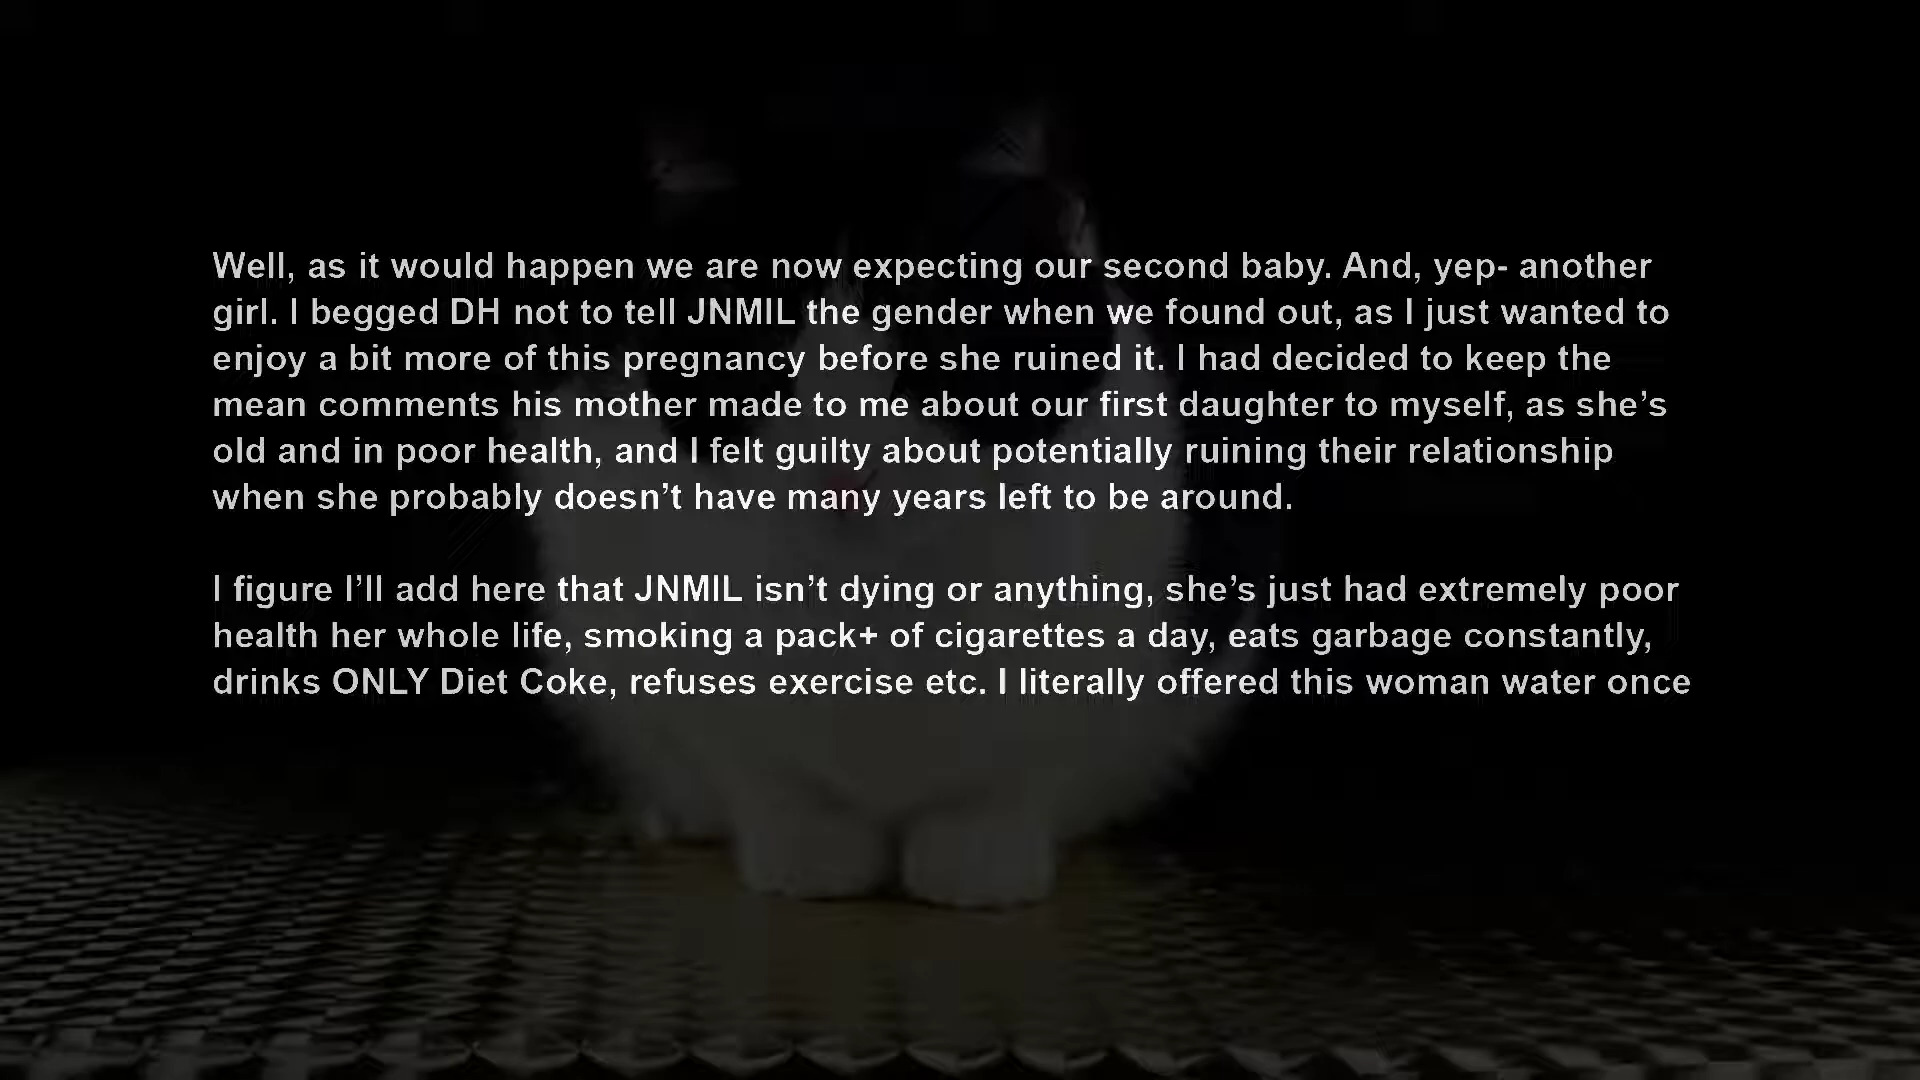 Well, as it would happen we are now expecting our second baby. And, yep- another
girl. I begged DH not to tell JNMIL the gender when we found out, as I just wanted to
enjoy a bit more of this pregnancy before she ruined it. I had decided to keep the
mean comments his mother made to me about our first daughter to myself, as she’s
old and in poor health, and I felt guilty about potentially ruining their relationship
when she probably doesn’t have many years left to be around.
I figure I’ll add here that JNMIL isn’t dying or anything, she’s just had extremely poor
health her whole life, smoking a pack+ of cigarettes a day, eats garbage constantly,
drinks ONLY Diet Coke, refuses exercise etc. I literally offered this woman water once